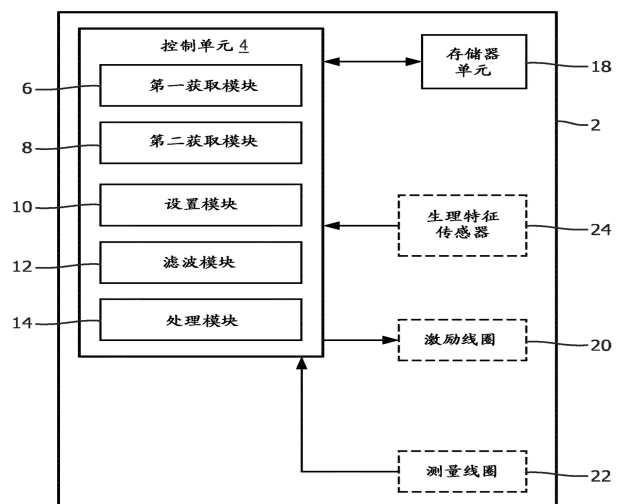 控制单元 4
存储器
单元
18
6
第一获取模块
2
8
第二获取模块
10
设置模块
生理特征
传感器
24
12
滤波模块
14
处理模块
激励线圈
20
测量线圈
22